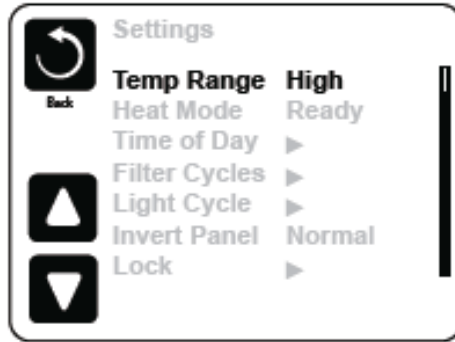 Settings
Temp Range High
Back
Heat Mode Ready
Time of Day
Filter Cycles
Light Cycle
Invert Panel Normal
Lock